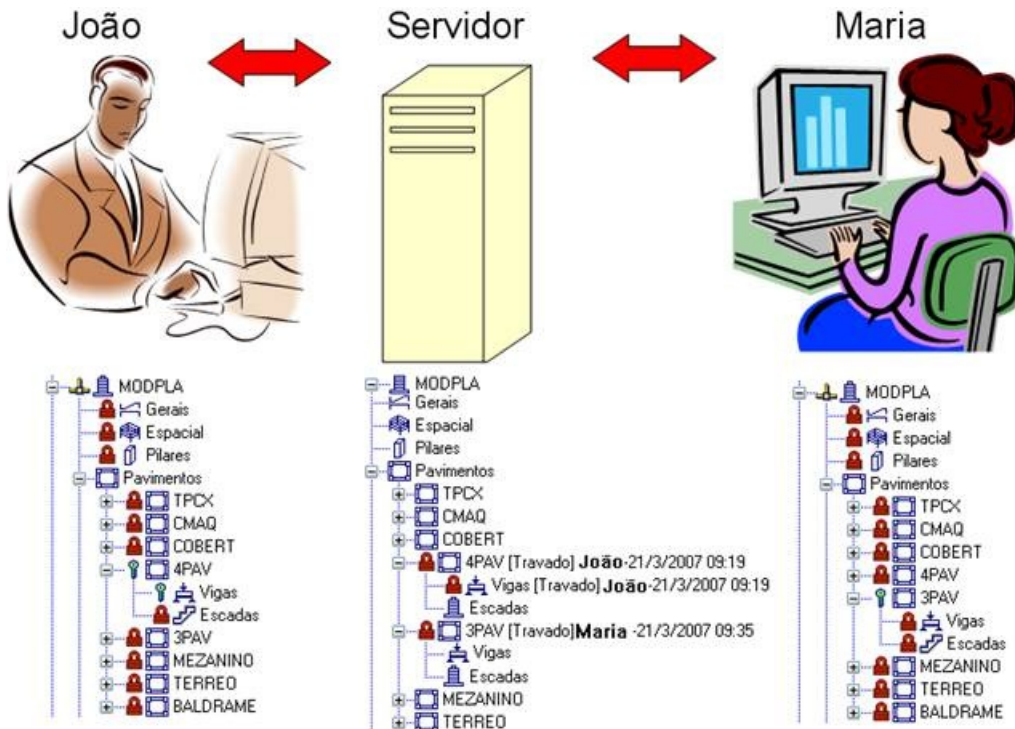 João
Servidor
Maria
MODPLA
Gerais
Espacial
Pilares
Pavimentos
TPCX
CMAQ
COBERT
4PAV
Vigas
Escadas
3PAV
MEZANINO
TERREO
BALDRAME
MODPLA
Gerais
Espacial
Pilares
Pavimentos
TPCX
CMAQ
COBERT
4PAV [Travado] João-21/3/2007 09:19
Vigas [Travado] João-21/3/2007 09:19
Escadas
3PAV [Travado]Maria -21/3/2007 09:35
Vigas
Escadas
MEZANINO
TERREO
MODPLA
Gerais
Espacial
Pilares
Pavimentos
TPCX
CMAQ
COBERT
4PAV
3PAV
Vigas
Escadas
MEZANINO
TERREO
BALDRAME